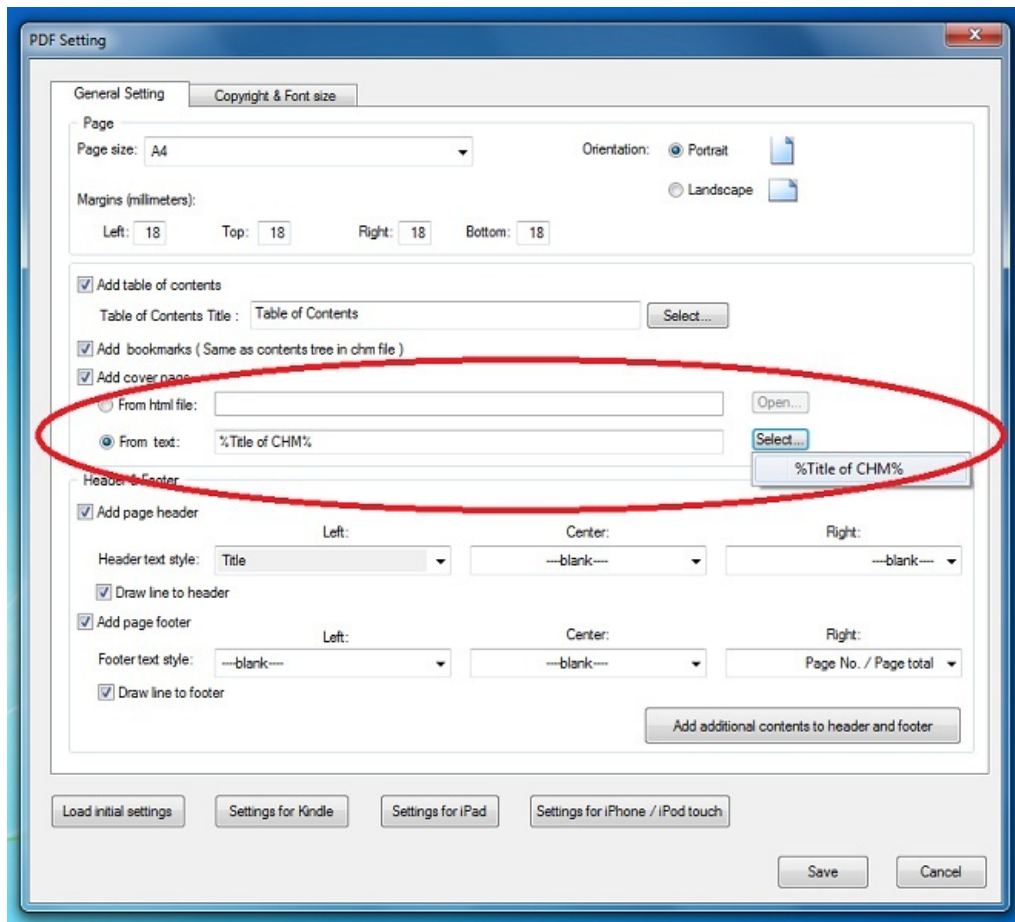 PDF Setting
General Setting
Copyright & Font size
Page
Page size: A4
Orientation: Portrait
Landscape
Margins (millimeters):
Left: 18 Top: 18 Right: 18 Bottom: 18
Add table of contents
Table of Contents Title : Table of Contents Select...
Add bookmarks ( Same as contents tree in chm file )
Add cover page
From html file: Open...
From text: %Title of CHM% Select...
%Title of CHM%
Header & Footer
Add page header
Left: Center: Right:
Header text style: Title ----blank---- ----blank----
Draw line to header
Add page footer
Left: Center: Right:
Footer text style: ----blank---- ----blank---- Page No. / Page total
Draw line to footer
Add additional contents to header and footer
Load initial settings Settings for Kindle Settings for iPad Settings for iPhone / iPod touch
Save Cancel